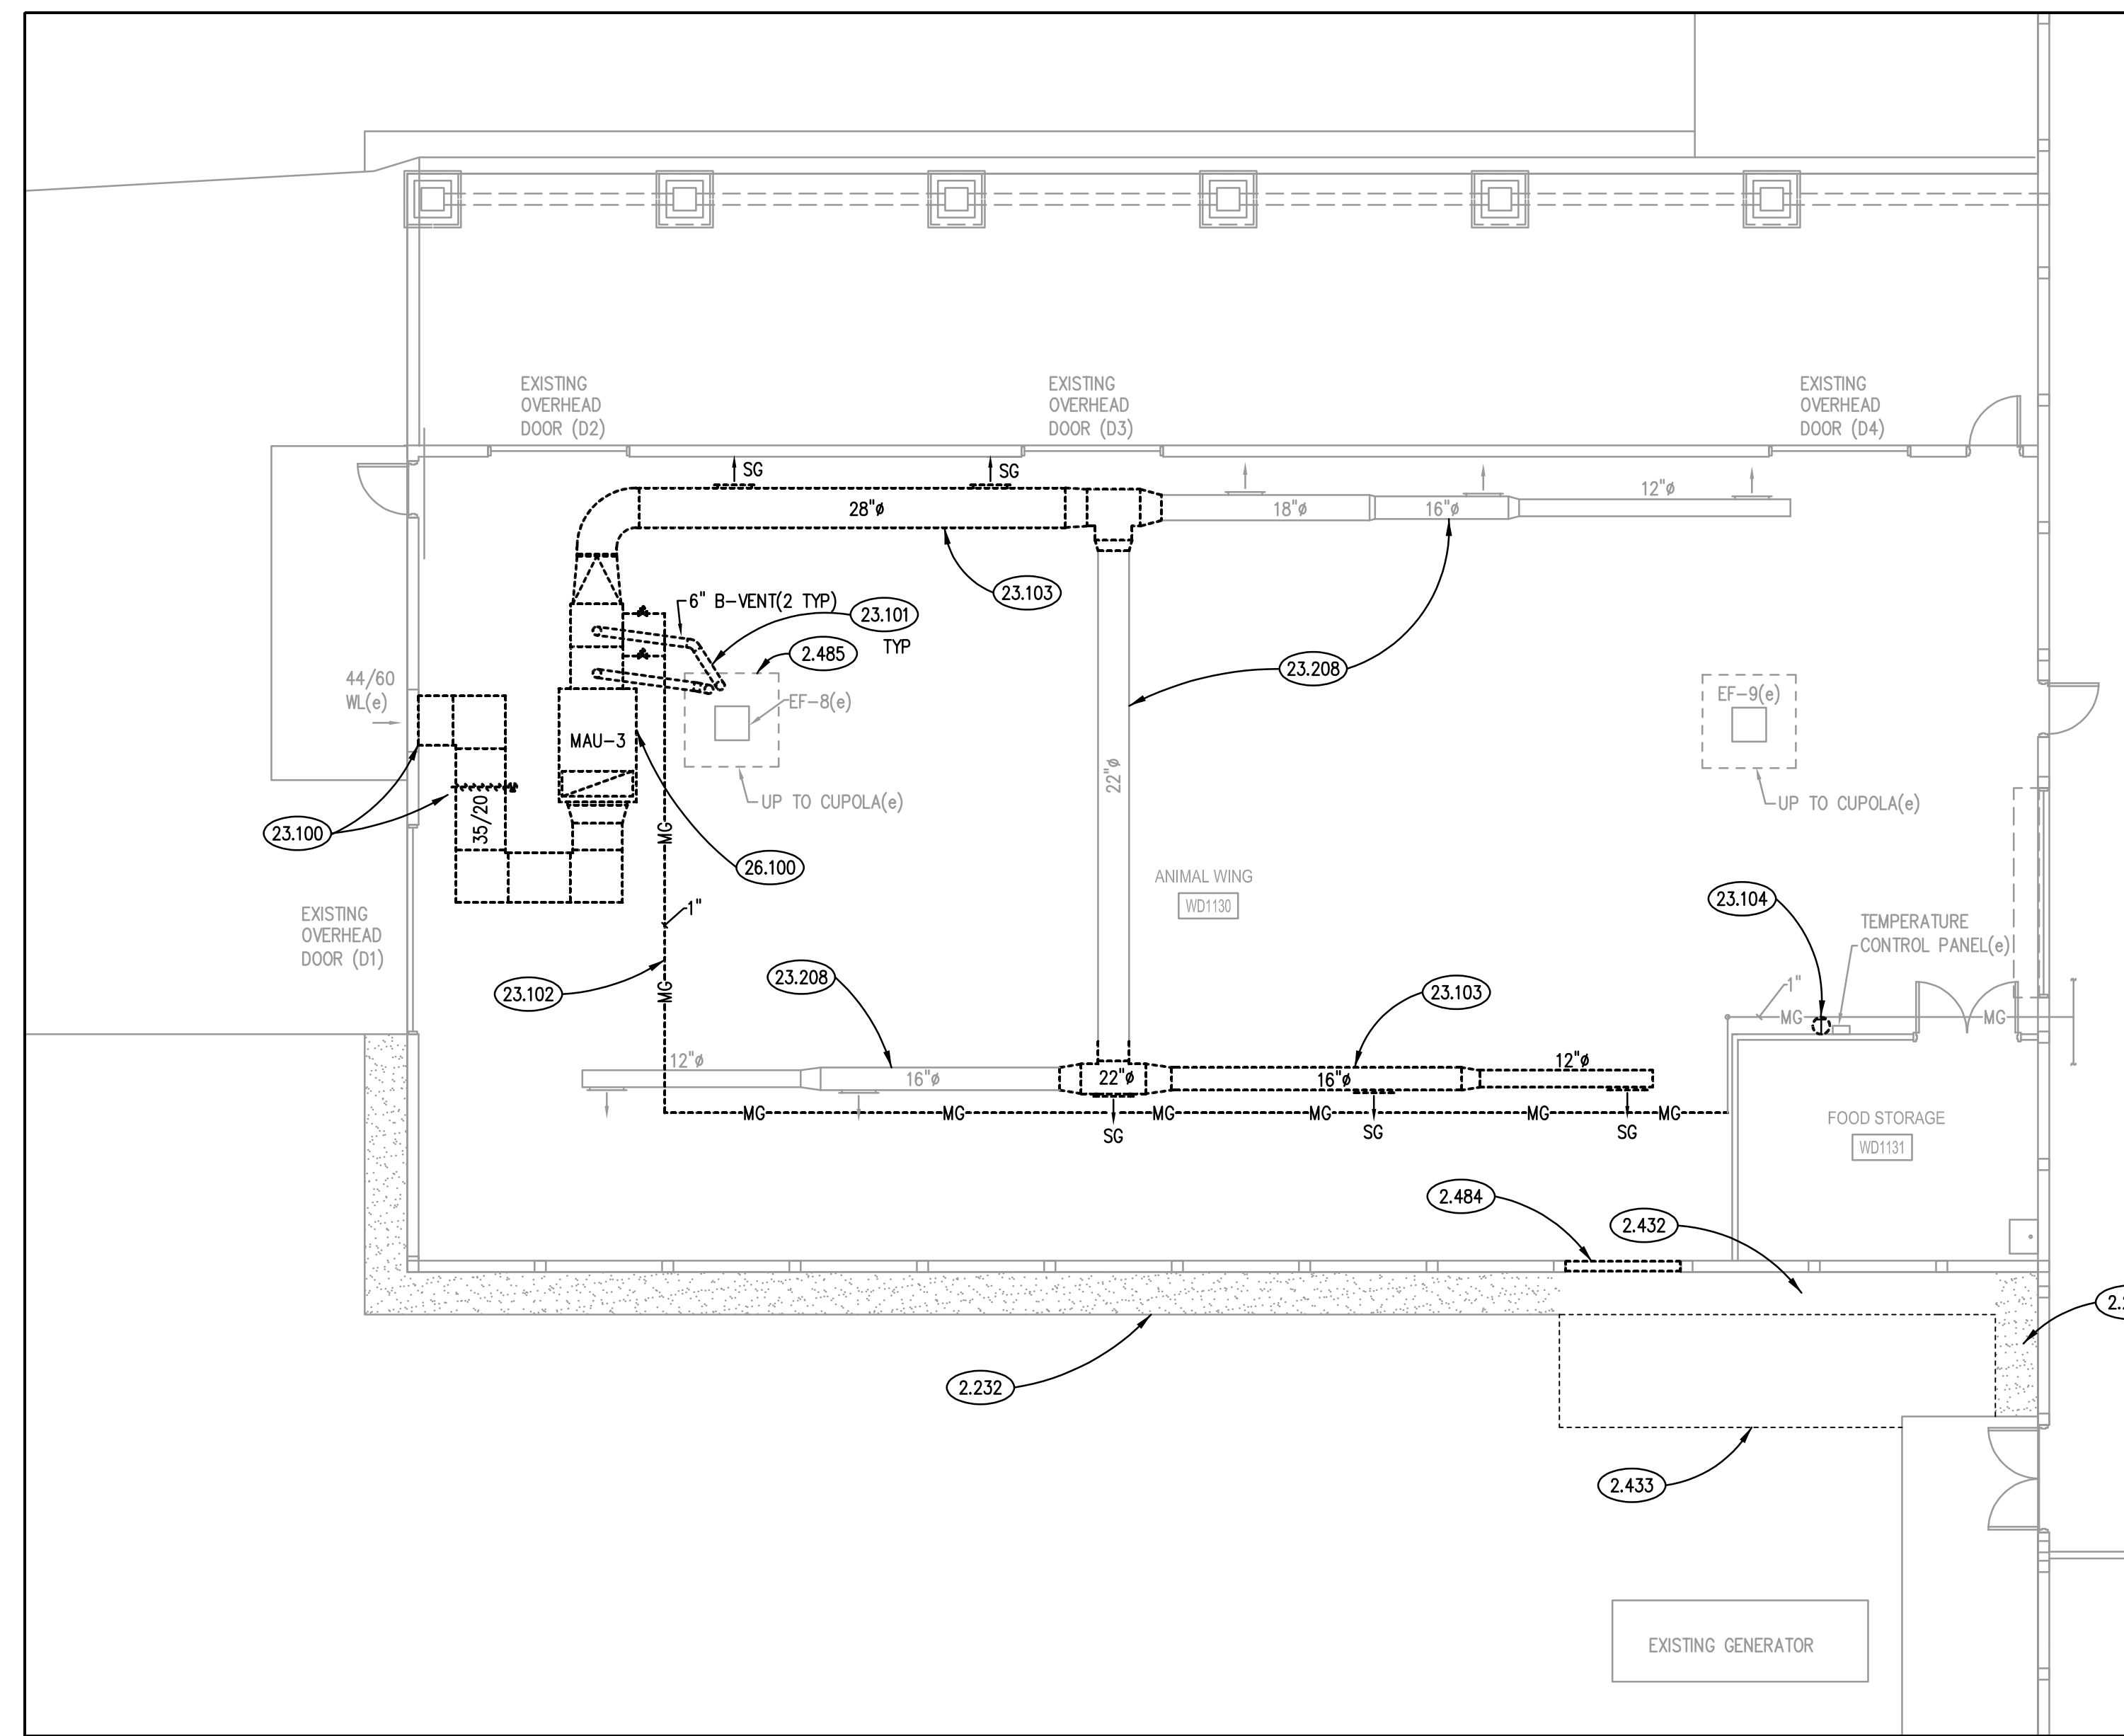 EXISTING
OVERHEAD
DOOR (D2)
EXISTING
OVERHEAD
DOOR (D3)
EXISTING
OVERHEAD
DOOR (D4)
SG
SG
28"ø
18"ø
16"ø
12"ø
23.103
6" B-VENT(2 TYP)
23.101
TYP
2.485
23.208
44/60
WL(e)
EF-8(e)
EF-9(e)
MAU-3
22"ø
UP TO CUPOLA(e)
UP TO CUPOLA(e)
35/20
23.100
MG
26.100
ANIMAL WING
WD1130
23.104
1"
EXISTING
OVERHEAD
DOOR (D1)
TEMPERATURE
CONTROL PANEL(e)
23.102
MG
23.208
23.103
1"
MG
MG
12"ø
16"ø
22"ø
16"ø
12"ø
MG
MG
MG
MG
MG
MG
SG
SG
SG
FOOD STORAGE
WD1131
2.484
2.432
2.232
2.433
EXISTING GENERATOR